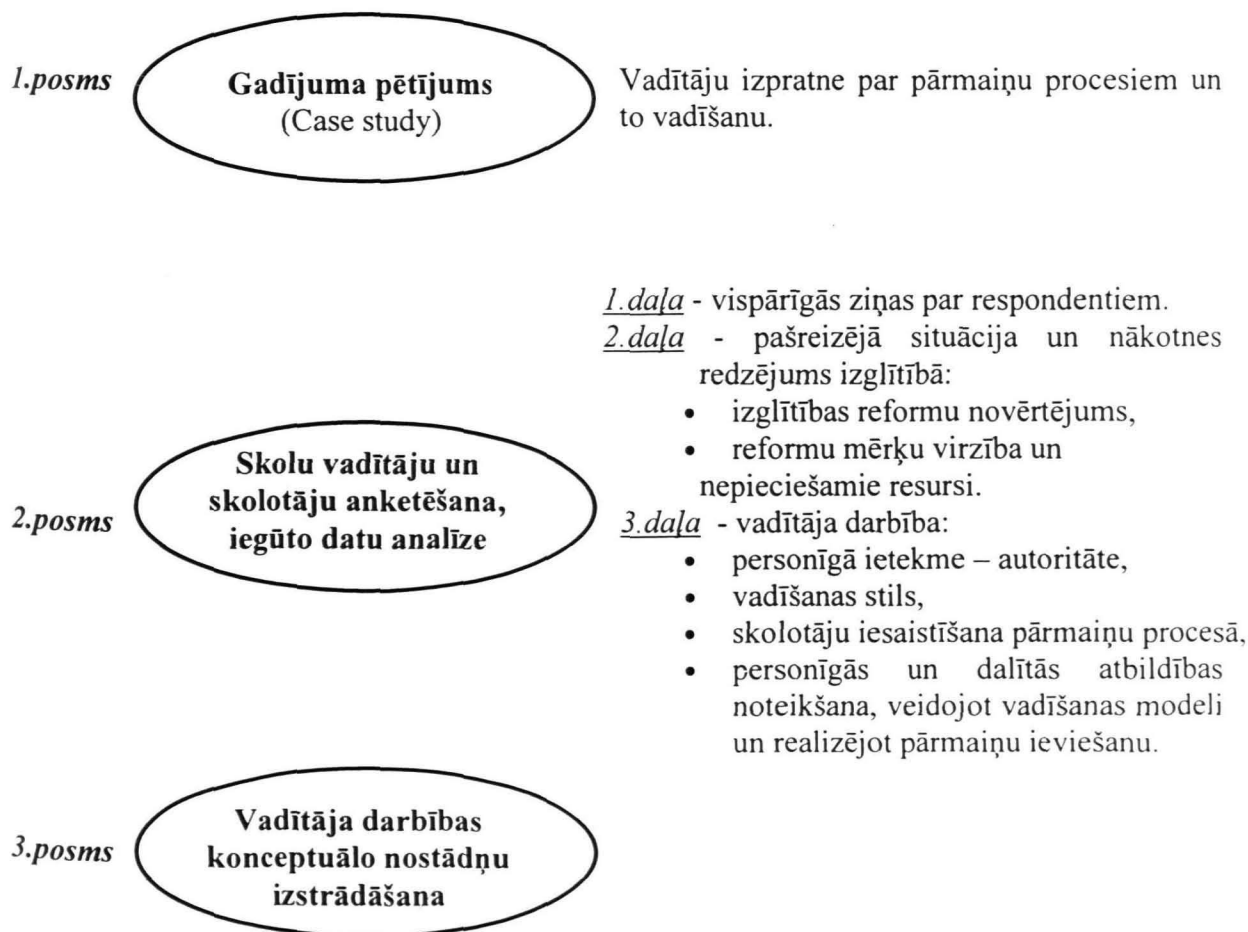 1.posms
Gadījuma pētījums
(Case study)
Vadītāju izpratne par pārmaiņu procesiem un
to vadīšanu.
2.posms
Skolu vadītāju un
skolotāju anketēšana,
iegūto datu analīze
1.daļa - vispārīgās ziņas par respondentiem.
2.daļa - pašreizējā situācija un nākotnes
redzējums izglītībā:
• izglītības reformu novērtējums,
• reformu mērķu virzība un
nepieciešamie resursi.
3.daļa - vadītāja darbība:
• personīgā ietekme – autoritāte,
• vadīšanas stils,
• skolotāju iesaistīšana pārmaiņu procesā,
• personīgās un dalītās atbildības
noteikšana, veidojot vadīšanas modeli
un realizējot pārmaiņu ieviešanu.
3.posms
Vadītāja darbības
konceptuālo nostādņu
izstrādāšana